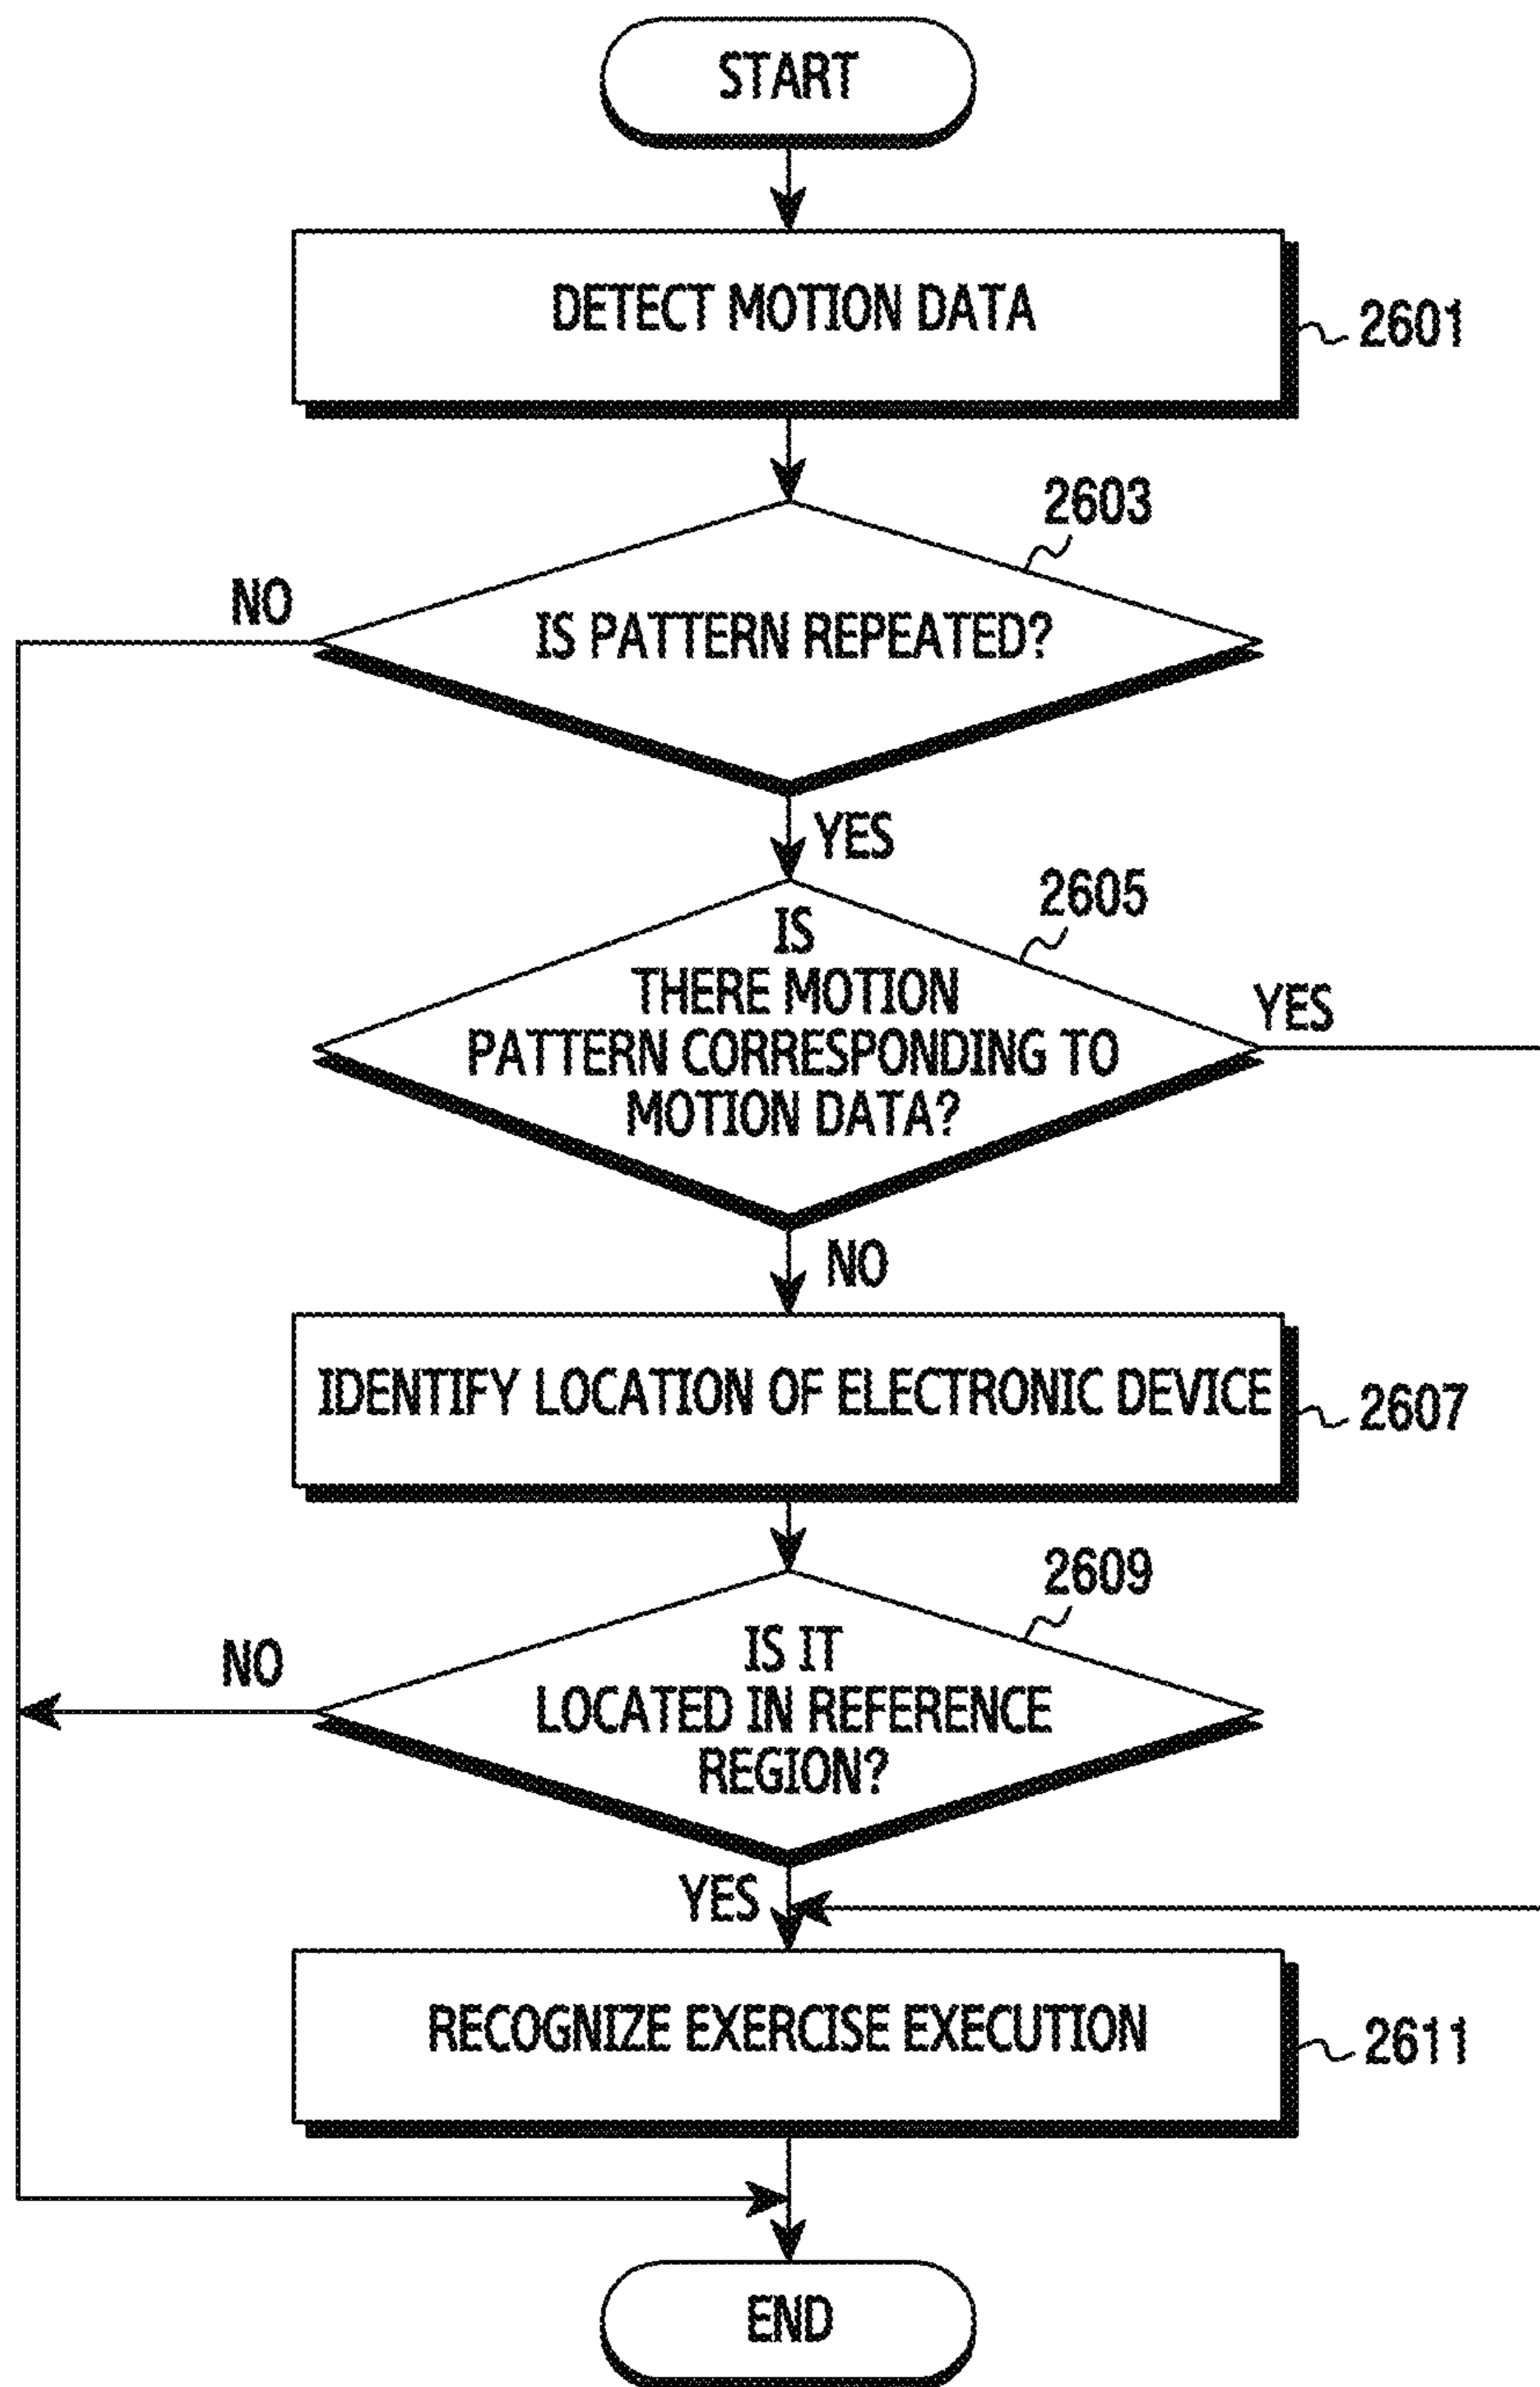 START
DETECT MOTION DATA
2601
2603
NO
IS PATTERN REPEATED?
YES
2605
IS
THERE MOTION
PATTERN CORRESPONDING TO
MOTION DATA?
YES
NO
IDENTIFY LOCATION OF ELECTRONIC DEVICE
2607
2609
NO
IS IT
LOCATED IN REFERENCE
REGION?
YES
RECOGNIZE EXERCISE EXECUTION
2611
END